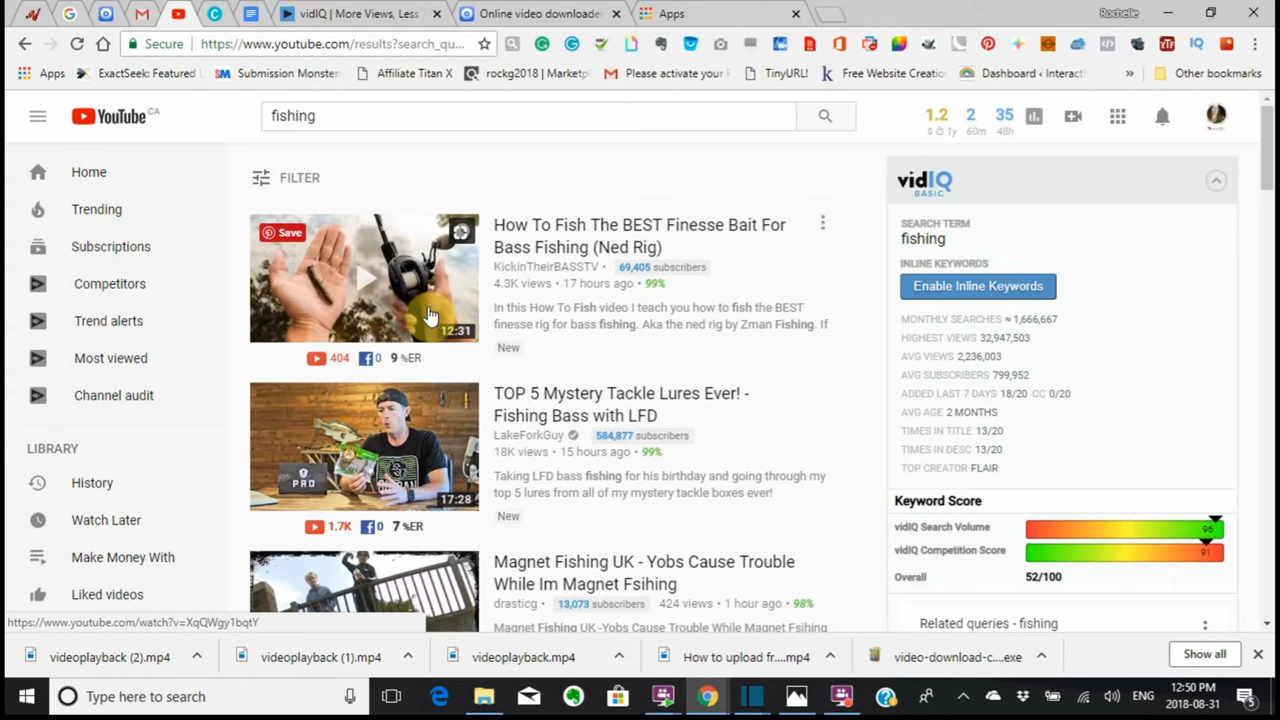 vidIQ | More Views, Less
Online video downloader
Apps
Rochelle
Secure
https://www.youtube.com/results?search_qu...
Apps
ExactSeek: Featured
Submission Monster
Affiliate Titan X
rockg2018 | Marketpl
Please activate your
TinyURL!
Free Website Creatio
Dashboard ‹ Interact
»
Other bookmarks
YouTube CA
fishing
1.2
$ 1y
2
60m
35
48h
Home
Trending
Subscriptions
Competitors
Trend alerts
Most viewed
Channel audit
LIBRARY
History
Watch Later
Make Money With
Liked videos
https://www.youtube.com/watch?v=XqQWgy1bqtY
FILTER
Save
12:31
404 0 9 %ER
How To Fish The BEST Finesse Bait For
Bass Fishing (Ned Rig)
KickinTheirBASSTV • 69,405 subscribers
4.3K views • 17 hours ago • 99%
In this How To Fish video I teach you how to fish the BEST
finesse rig for bass fishing. Aka the ned rig by Zman Fishing. If
New
PRO
17:28
1.7K 0 7 %ER
TOP 5 Mystery Tackle Lures Ever! -
Fishing Bass with LFD
LakeForkGuy 584,877 subscribers
18K views • 15 hours ago • 99%
Taking LFD bass fishing for his birthday and going through my
top 5 lures from all of my mystery tackle boxes ever!
New
Magnet Fishing UK - Yobs Cause Trouble
While Im Magnet Fsihing
drasticg • 13,073 subscribers 424 views • 1 hour ago • 98%
Magnet Fishing UK -Yobs Cause Trouble While Im Magnet Fsihing
vidIQ
BASIC
SEARCH TERM
fishing
INLINE KEYWORDS
Enable Inline Keywords
MONTHLY SEARCHES ≈ 1,666,667
HIGHEST VIEWS 32,947,503
AVG VIEWS 2,236,003
AVG SUBSCRIBERS 799,952
ADDED LAST 7 DAYS 18/20 CC 0/20
AVG AGE 2 MONTHS
TIMES IN TITLE 13/20
TIMES IN DESC 13/20
TOP CREATOR FLAIR
Keyword Score
vidIQ Search Volume 96
vidIQ Competition Score 91
Overall 52/100
Related queries - fishing
videoplayback (2).mp4
videoplayback (1).mp4
videoplayback.mp4
How to upload fr....mp4
video-download-c....exe
Show all
Type here to search
ENG
12:50 PM
2018-08-31
5